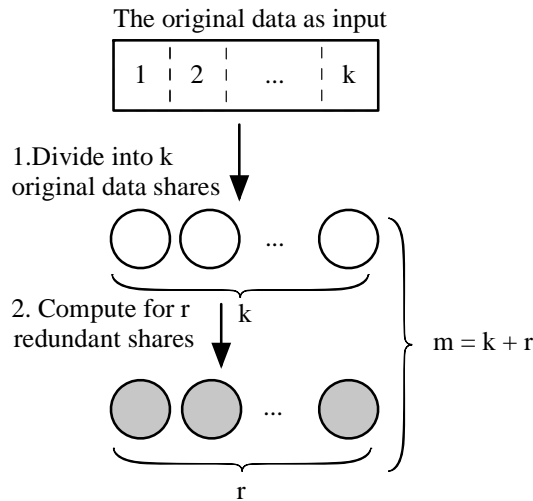 The original data as input
1 2 ... k
1.Divide into k
original data shares
...
k
2. Compute for r
redundant shares
m = k + r
...
r